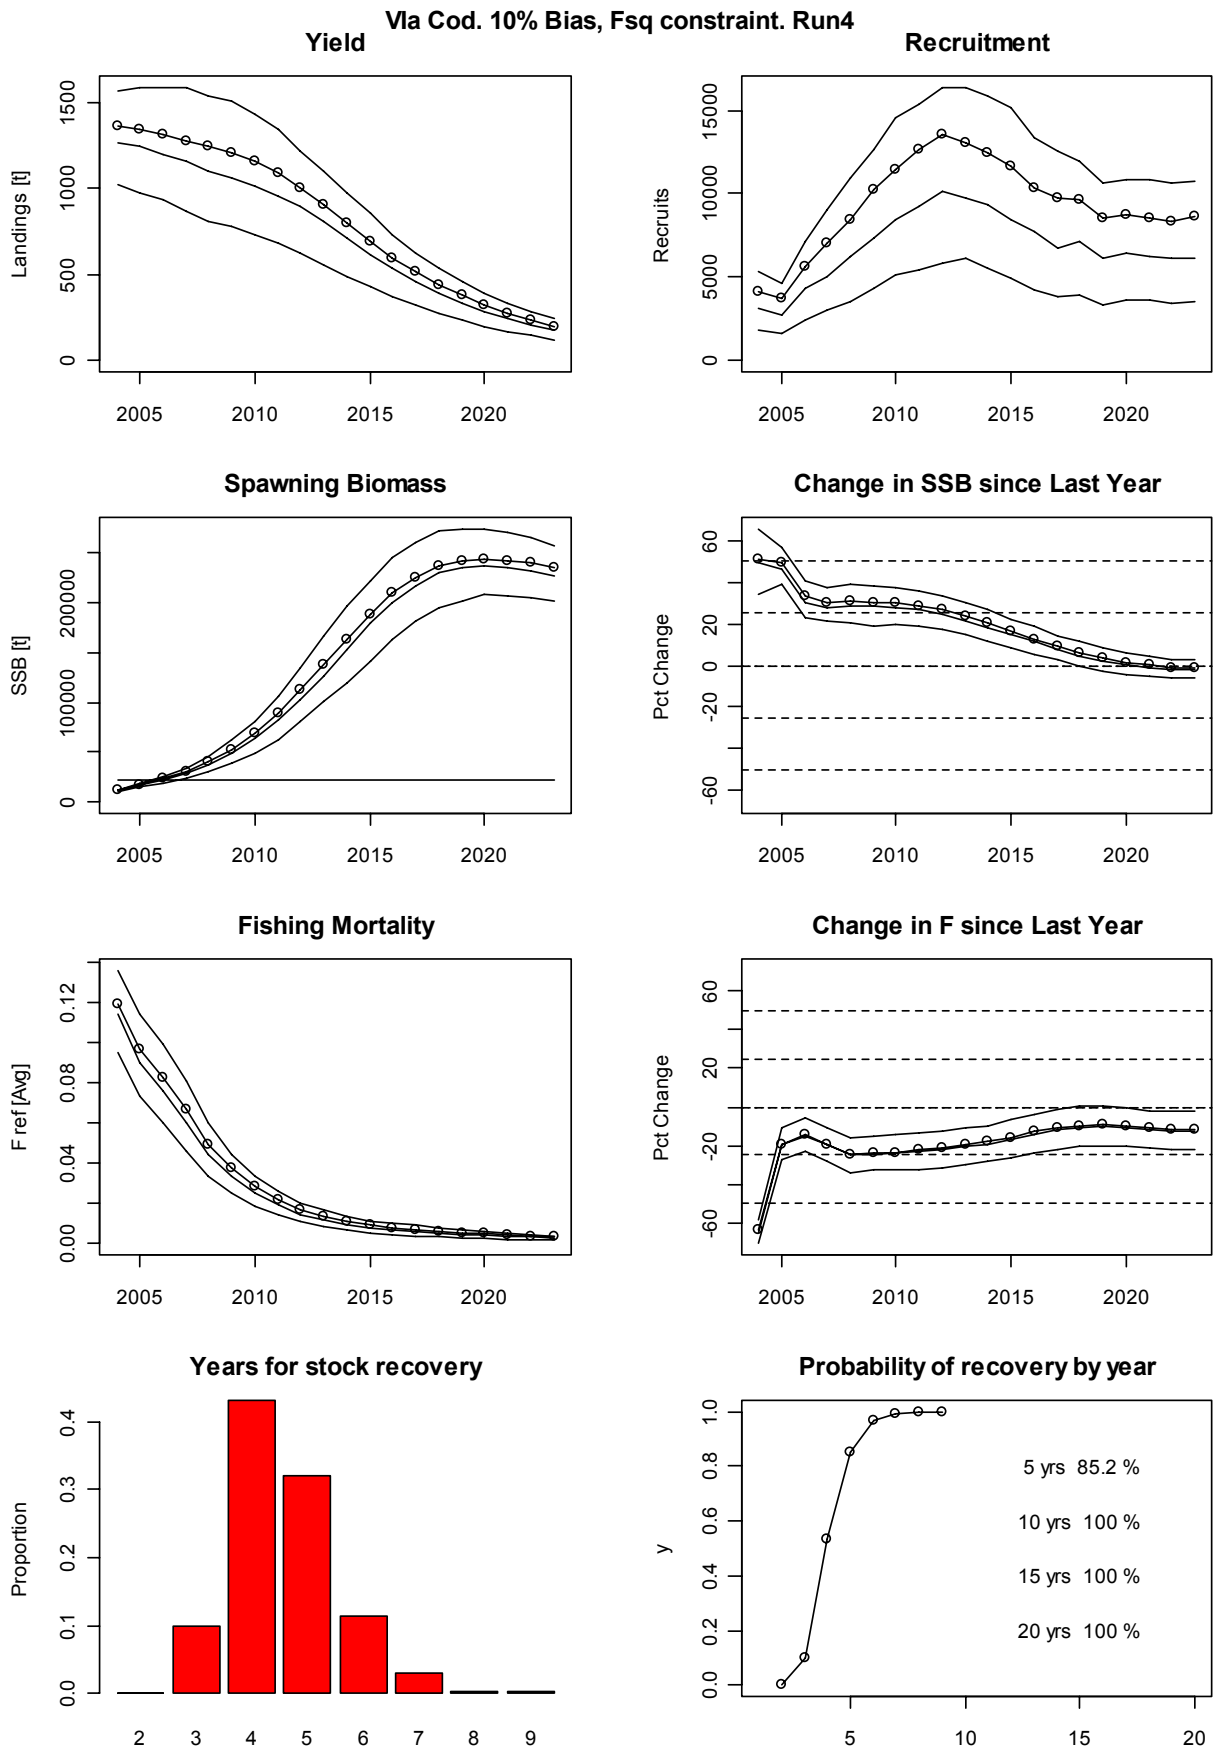 VIa Cod. 10% Bias, Fsq constraint. Run4
Yield
Landings [t]
0 500 1000 1500
2005 2010 2015 2020
Recruitment
Recruits
0 5000 10000 15000
2005 2010 2015 2020
Spawning Biomass
SSB [t]
0 100000 200000
2005 2010 2015 2020
Change in SSB since Last Year
Pct Change
-60 -20 0 20 60
2005 2010 2015 2020
Fishing Mortality
F ref [Avg]
0.00 0.04 0.08 0.12
2005 2010 2015 2020
Change in F since Last Year
Pct Change
-60 -20 0 20 60
2005 2010 2015 2020
Years for stock recovery
Proportion
0.0 0.1 0.2 0.3 0.4
2 3 4 5 6 7 8 9
Probability of recovery by year
y
0.0 0.2 0.4 0.6 0.8 1.0
5 yrs 85.2 %
10 yrs 100 %
15 yrs 100 %
20 yrs 100 %
5 10 15 20